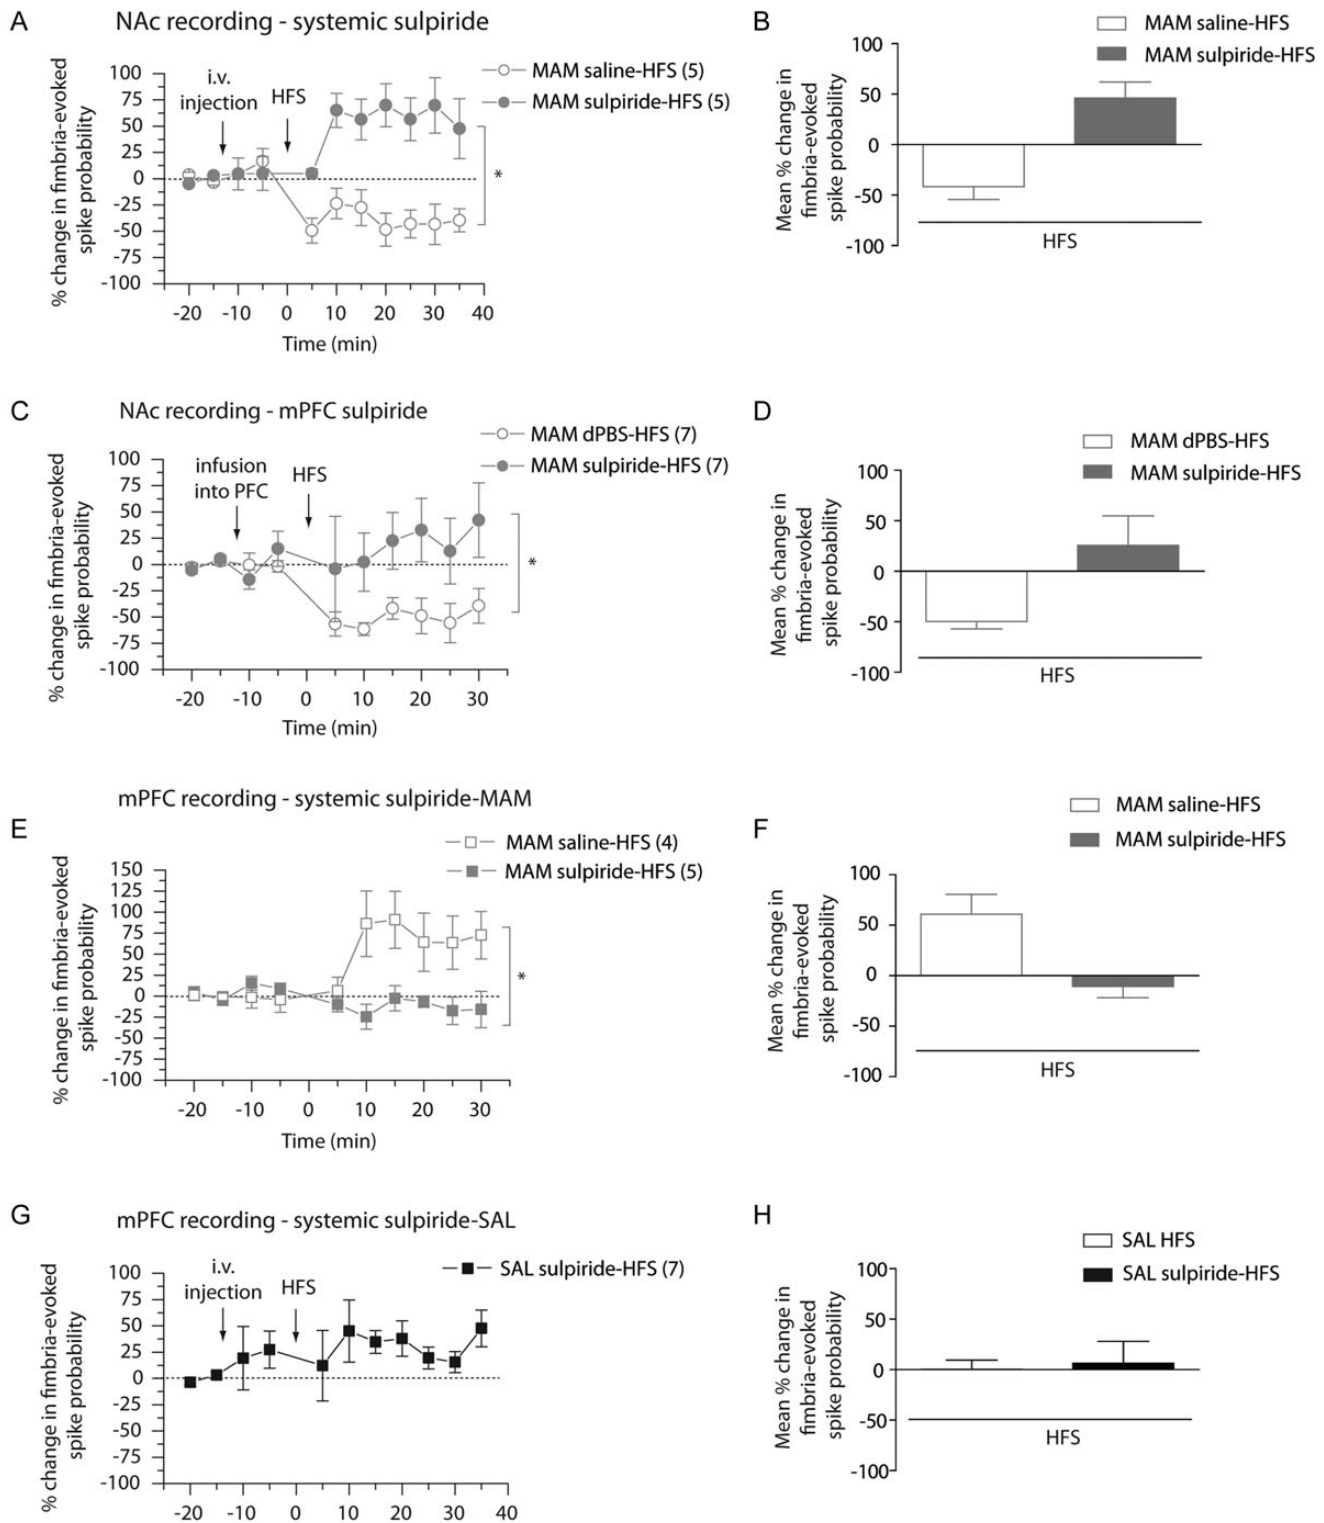 A
NAc recording - systemic sulpiride
MAM saline-HFS (5)
MAM sulpiride-HFS (5)
i.v.
injection
HFS
% change in fimbria-evoked
spike probability
100
75
50
25
0
-25
-50
-75
-100
*
-20 -10 0 10 20 30 40
Time (min)
B
MAM saline-HFS
MAM sulpiride-HFS
Mean % change in
fimbria-evoked
spike probability
100
50
0
-50
-100
HFS
C
NAc recording - mPFC sulpiride
MAM dPBS-HFS (7)
MAM sulpiride-HFS (7)
infusion
into PFC
HFS
% change in fimbria-evoked
spike probability
100
75
50
25
0
-25
-50
-75
-100
*
-20 -10 0 10 20 30
Time (min)
D
MAM dPBS-HFS
MAM sulpiride-HFS
Mean % change in
fimbria-evoked
spike probability
100
50
0
-50
-100
HFS
E
mPFC recording - systemic sulpiride-MAM
MAM saline-HFS (4)
MAM sulpiride-HFS (5)
% change in fimbria-evoked
spike probability
150
125
100
75
50
25
0
-25
-50
-75
-100
*
-20 -10 0 10 20 30
Time (min)
F
MAM saline-HFS
MAM sulpiride-HFS
Mean % change in
fimbria-evoked
spike probability
100
50
0
-50
-100
HFS
G
mPFC recording - systemic sulpiride-SAL
SAL sulpiride-HFS (7)
i.v.
injection
HFS
% change in fimbria-evoked
spike probability
100
75
50
25
0
-25
-50
-75
-100
-20 -10 0 10 20 30 40
H
SAL HFS
SAL sulpiride-HFS
Mean % change in
fimbria-evoked
spike probability
100
50
0
-50
-100
HFS